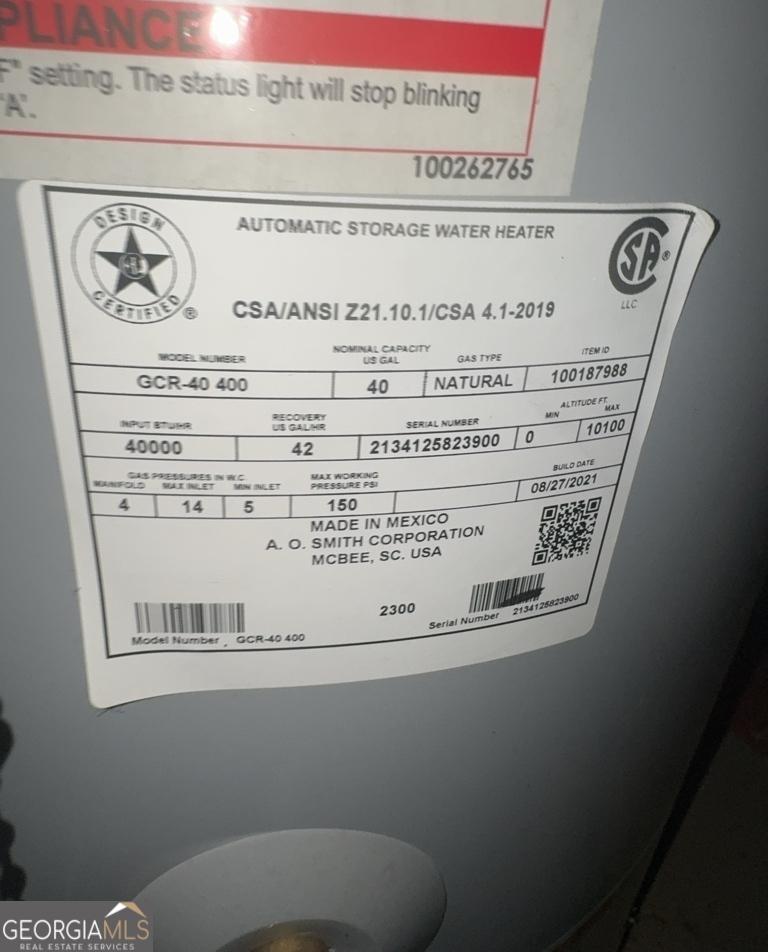 PLIANCE
F" setting. The status light will stop blinking
"A".
100262765
DESIGN
CERTIFIED
AUTOMATIC STORAGE WATER HEATER
LLC
CSA/ANSI Z21.10.1/CSA 4.1-2019
MODEL NUMBER
NOMINAL CAPACITY
US GAL
GAS TYPE
ITEM ID
GCR-40 400
40
NATURAL
100187988
INPUT BTU/HR
RECOVERY
US GAL/HR
SERIAL NUMBER
ALTITUDE FT.
MIN MAX
40000
42
2134125823900
0
10100
GAS PRESSURES IN W.C.
MANIFOLD MAX INLET MIN INLET
MAX WORKING
PRESSURE PSI
BUILD DATE
4
14
5
150
08/27/2021
MADE IN MEXICO
A. O. SMITH CORPORATION
MCBEE, SC. USA
2300
Model Number GCR-40 400
Serial Number 2134125823900
GEORGIAMLS
REAL ESTATE SERVICES